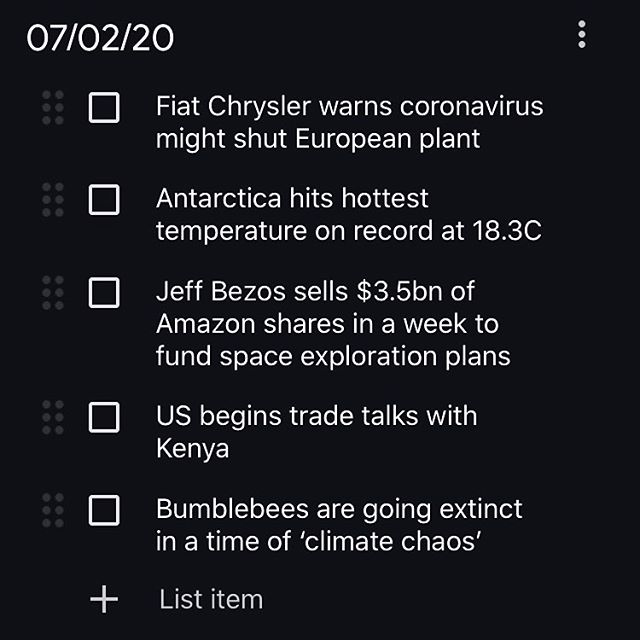 07/02/20
Fiat Chrysler warns coronavirus
might shut European plant
Antarctica hits hottest
temperature on record at 18.3C
Jeff Bezos sells $3.5bn of
Amazon shares in a week to
fund space exploration plans
US begins trade talks with
Kenya
Bumblebees are going extinct
in a time of ‘climate chaos’
List item